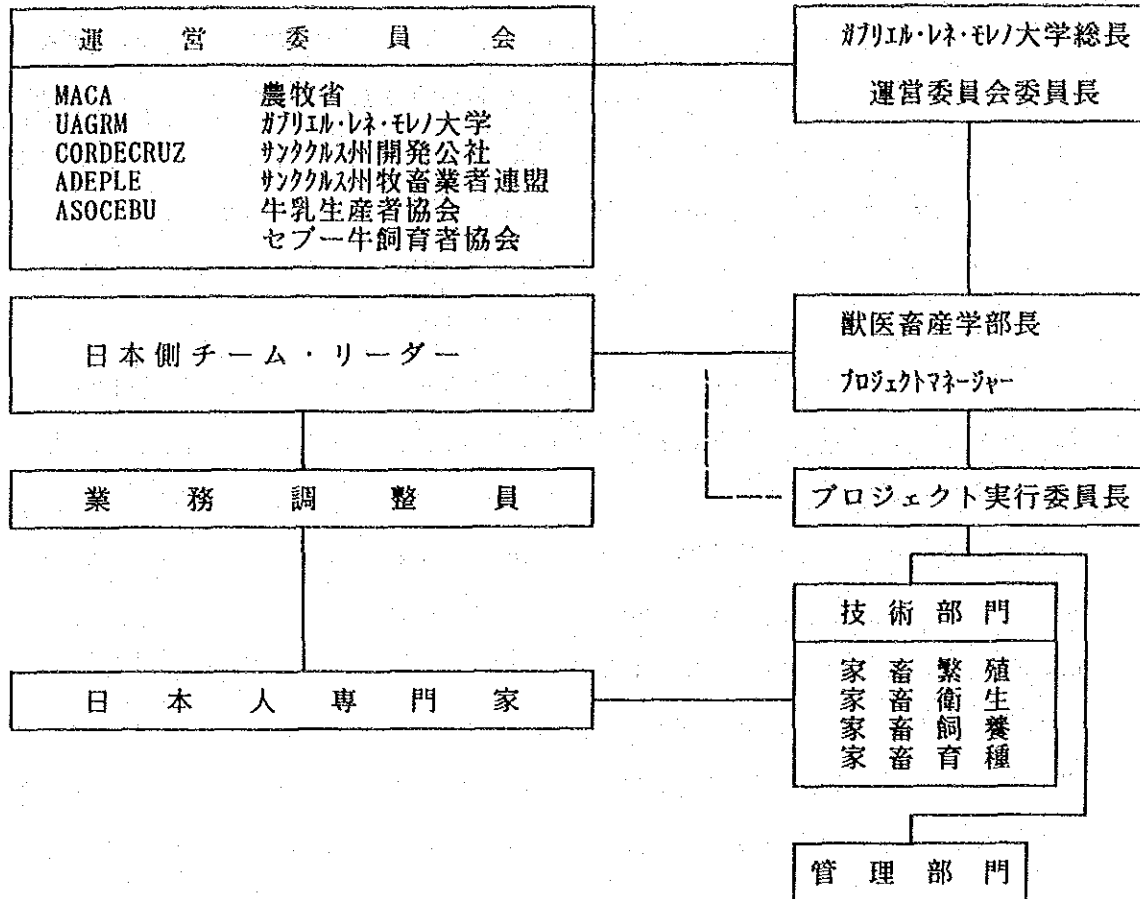 運営委員会
MACA 農牧省
UAGRM ガブリエル・レネ・モレノ大学
CORDECRUZ サンタクルス州開発公社
ADEPLE サンタクルス州牧畜業者連盟
ASOCEBU 牛乳生産者協会
セブー牛飼育者協会
ガブリエル・レネ・モレノ大学総長
運営委員会委員長
日本側チーム・リーダー
獣医畜産学部長
プロジェクトマネージャー
業務調整員
プロジェクト実行委員長
技術部門
家畜繁殖
家畜衛生
家畜飼養
家畜育種
日本人専門家
管理部門